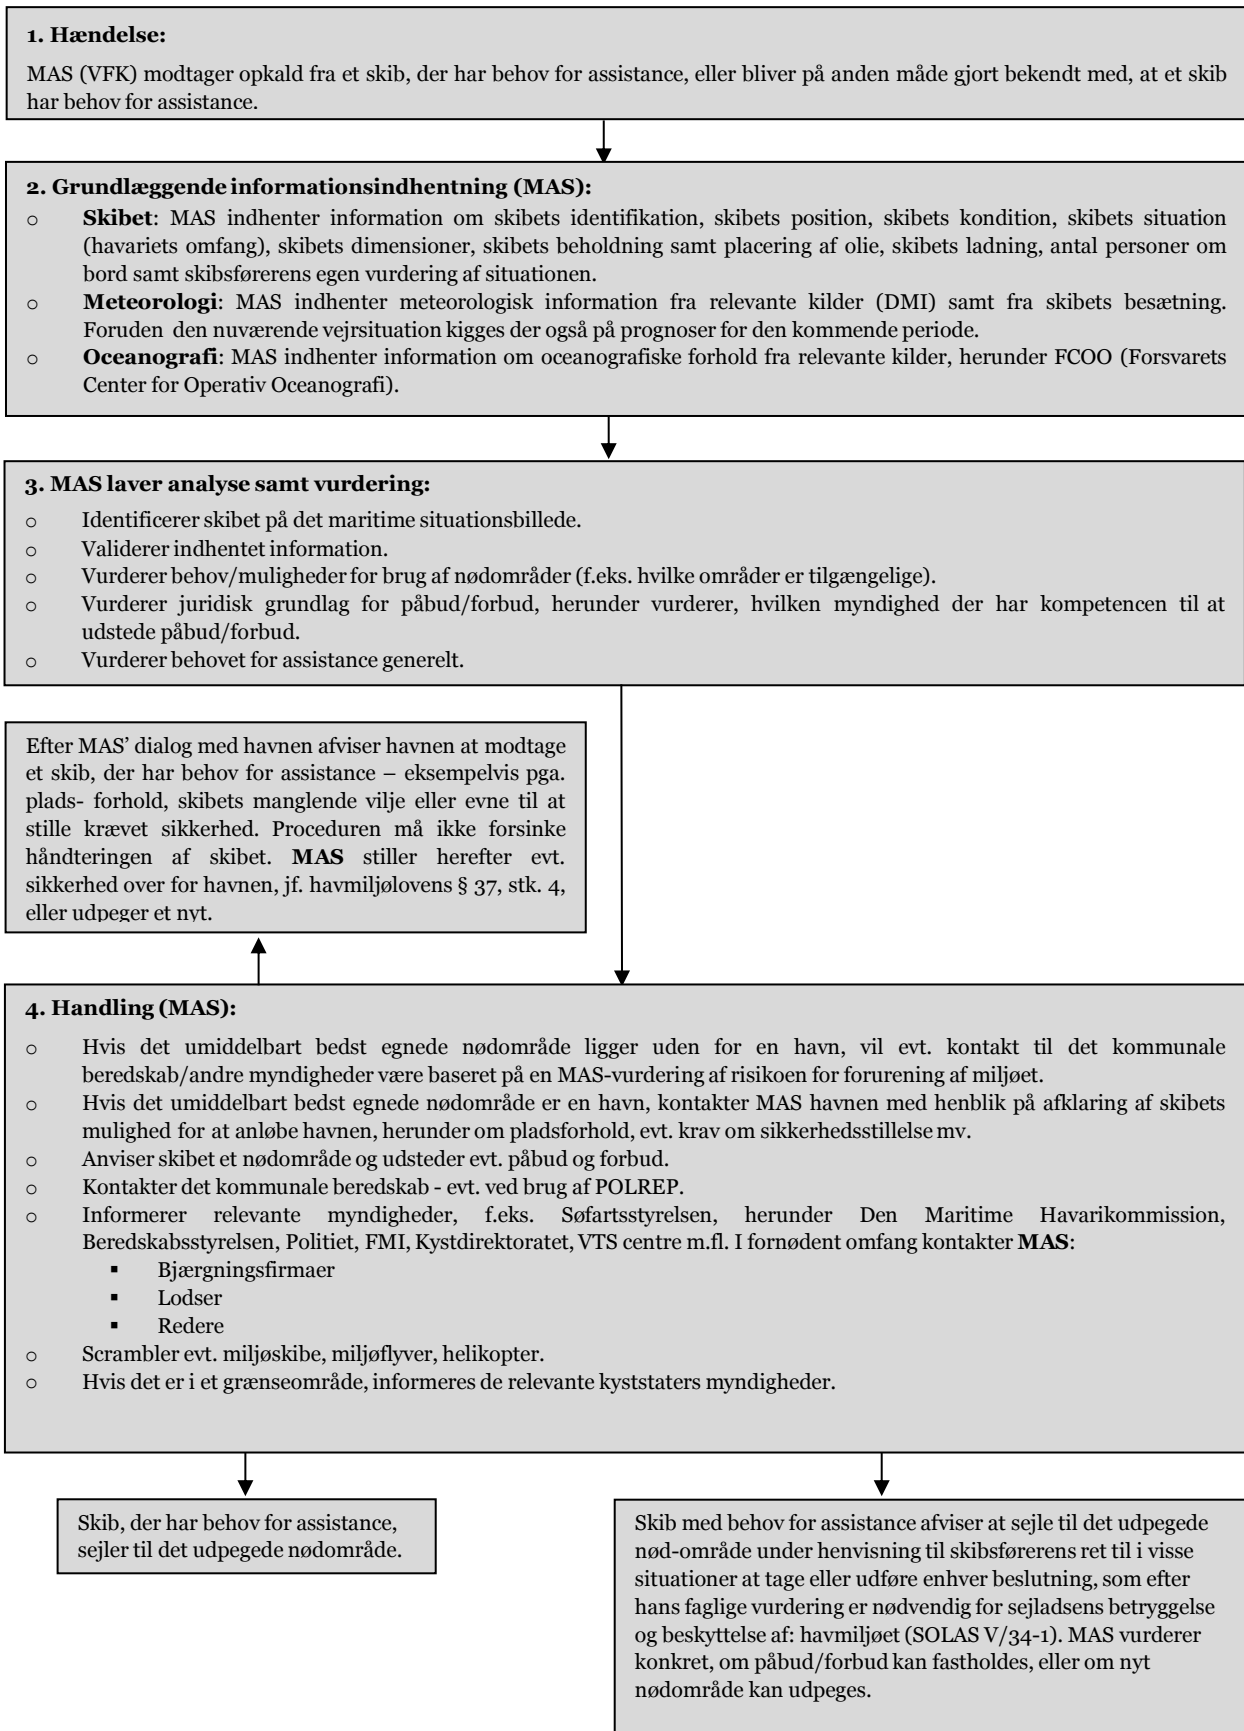 1. Hændelse:
MAS (VFK) modtager opkald fra et skib, der har behov for assistance, eller bliver på anden måde gjort bekendt med, at et skib
har behov for assistance.
2. Grundlæggende informationsindhentning (MAS):
o Skibet: MAS indhenter information om skibets identifikation, skibets position, skibets kondition, skibets situation
(havariets omfang), skibets dimensioner, skibets beholdning samt placering af olie, skibets ladning, antal personer om
bord samt skibsførerens egen vurdering af situationen.
o Meteorologi: MAS indhenter meteorologisk information fra relevante kilder (DMI) samt fra skibets besætning.
Foruden den nuværende vejrsituation kigges der også på prognoser for den kommende periode.
o Oceanografi: MAS indhenter information om oceanografiske forhold fra relevante kilder, herunder FCOO (Forsvarets
Center for Operativ Oceanografi).
3. MAS laver analyse samt vurdering:
o Identificerer skibet på det maritime situationsbillede.
o Validerer indhentet information.
o Vurderer behov/muligheder for brug af nødområder (f.eks. hvilke områder er tilgængelige).
o Vurderer juridisk grundlag for påbud/forbud, herunder vurderer, hvilken myndighed der har kompetencen til at
udstede påbud/forbud.
o Vurderer behovet for assistance generelt.
Efter MAS’ dialog med havnen afviser havnen at modtage
et skib, der har behov for assistance – eksempelvis pga.
plads- forhold, skibets manglende vilje eller evne til at
stille krævet sikkerhed. Proceduren må ikke forsinke
håndteringen af skibet. MAS stiller herefter evt.
sikkerhed over for havnen, jf. havmiljølovens § 37, stk. 4,
eller udpeger et nyt.
4. Handling (MAS):
o Hvis det umiddelbart bedst egnede nødområde ligger uden for en havn, vil evt. kontakt til det kommunale
beredskab/andre myndigheder være baseret på en MAS-vurdering af risikoen for forurening af miljøet.
o Hvis det umiddelbart bedst egnede nødområde er en havn, kontakter MAS havnen med henblik på afklaring af skibets
mulighed for at anløbe havnen, herunder om pladsforhold, evt. krav om sikkerhedsstillelse mv.
o Anviser skibet et nødområde og udsteder evt. påbud og forbud.
o Kontakter det kommunale beredskab - evt. ved brug af POLREP.
o Informerer relevante myndigheder, f.eks. Søfartsstyrelsen, herunder Den Maritime Havarikommission,
Beredskabsstyrelsen, Politiet, FMI, Kystdirektoratet, VTS centre m.fl. I fornødent omfang kontakter MAS:
▪ Bjærgningsfirmaer
▪ Lodser
▪ Redere
o Scrambler evt. miljøskibe, miljøflyver, helikopter.
o Hvis det er i et grænseområde, informeres de relevante kyststaters myndigheder.
Skib, der har behov for assistance,
sejler til det udpegede nødområde.
Skib med behov for assistance afviser at sejle til det udpegede
nød-område under henvisning til skibsførerens ret til i visse
situationer at tage eller udføre enhver beslutning, som efter
hans faglige vurdering er nødvendig for sejladsens betryggelse
og beskyttelse af: havmiljøet (SOLAS V/34-1). MAS vurderer
konkret, om påbud/forbud kan fastholdes, eller om nyt
nødområde kan udpeges.